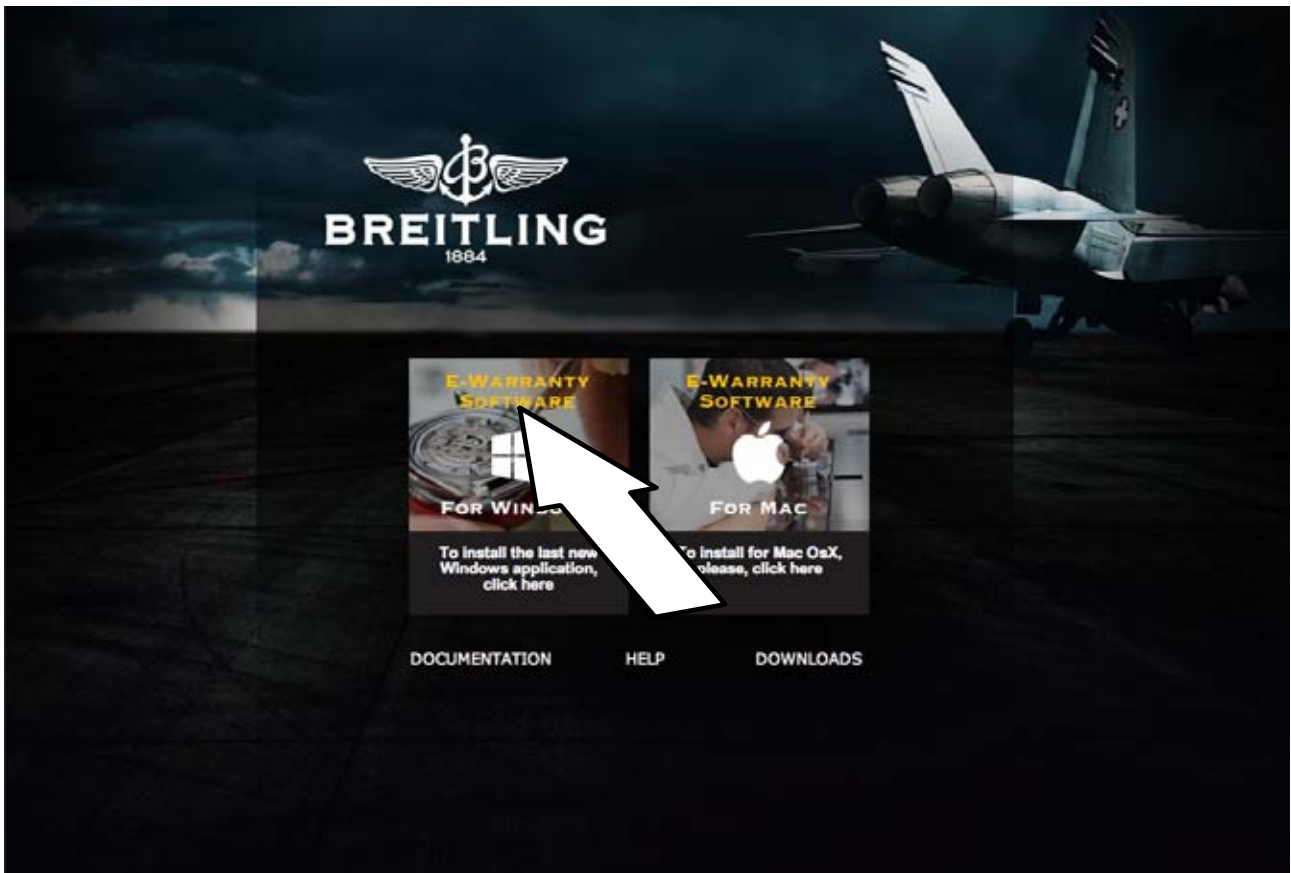 BREITLING
1884
E-WARRANTY
SOFTWARE
FOR
To install the last new
Windows application,
click here
E-WARRANTY
SOFTWARE
FOR MAC
To install for Mac OsX,
please, click here
DOCUMENTATION
HELP
DOWNLOADS